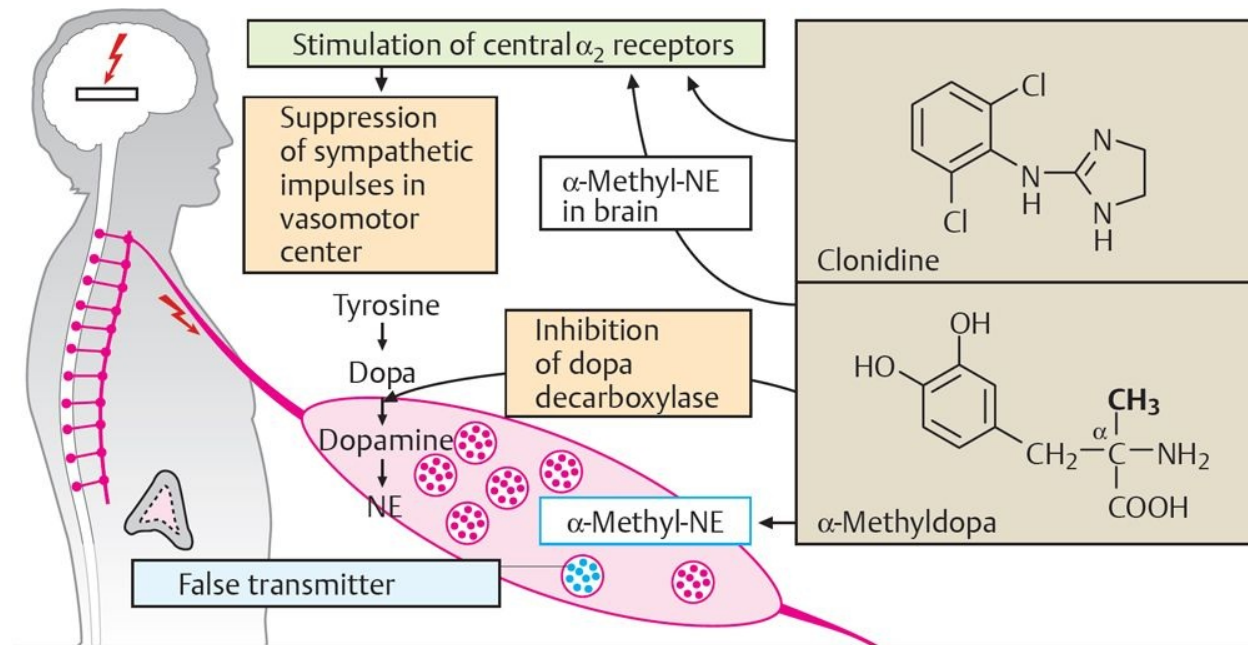 Stimulation of central α₂ receptors
Suppression
of sympathetic
impulses in
vasomotor
center
α-Methyl-NE
in brain
Cl
Cl
N
H
N
N
H
Clonidine
Tyrosine
Dopa
Dopamine
NE
Inhibition
of dopa
decarboxylase
OH
HO
CH₃
α
CH₂–C–NH₂
COOH
α-Methyldopa
α-Methyl-NE
False transmitter